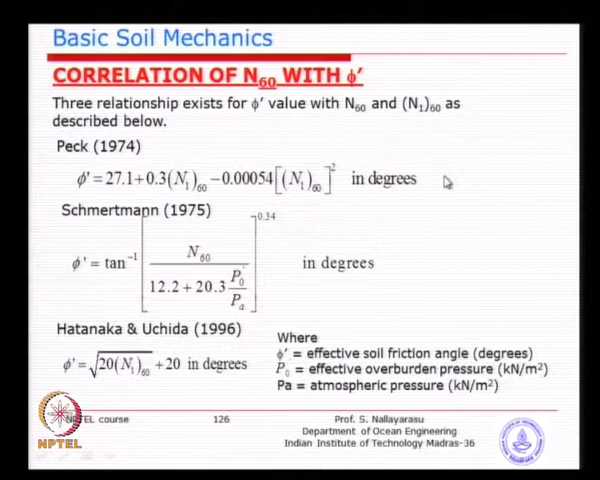 Basic Soil Mechanics
CORRELATION OF N60 WITH ϕ'
Three relationship exists for ϕ' value with N60 and (N1)60 as
described below.
Peck (1974)
ϕ' = 27.1 + 0.3(N1)60 − 0.00054[(N1)60]^2 in degrees
Schmertmann (1975)
ϕ' = tan^-1 [N60 / (12.2 + 20.3 P0'/Pa)]^0.34 in degrees
Hatanaka & Uchida (1996)
ϕ' = √20(N1)60 + 20 in degrees
Where
ϕ' = effective soil friction angle (degrees)
P0 = effective overburden pressure (kN/m²)
Pa = atmospheric pressure (kN/m²)
NPTEL course
126
Prof. S. Nallayarasu
Department of Ocean Engineering
Indian Institute of Technology Madras-36
NPTEL